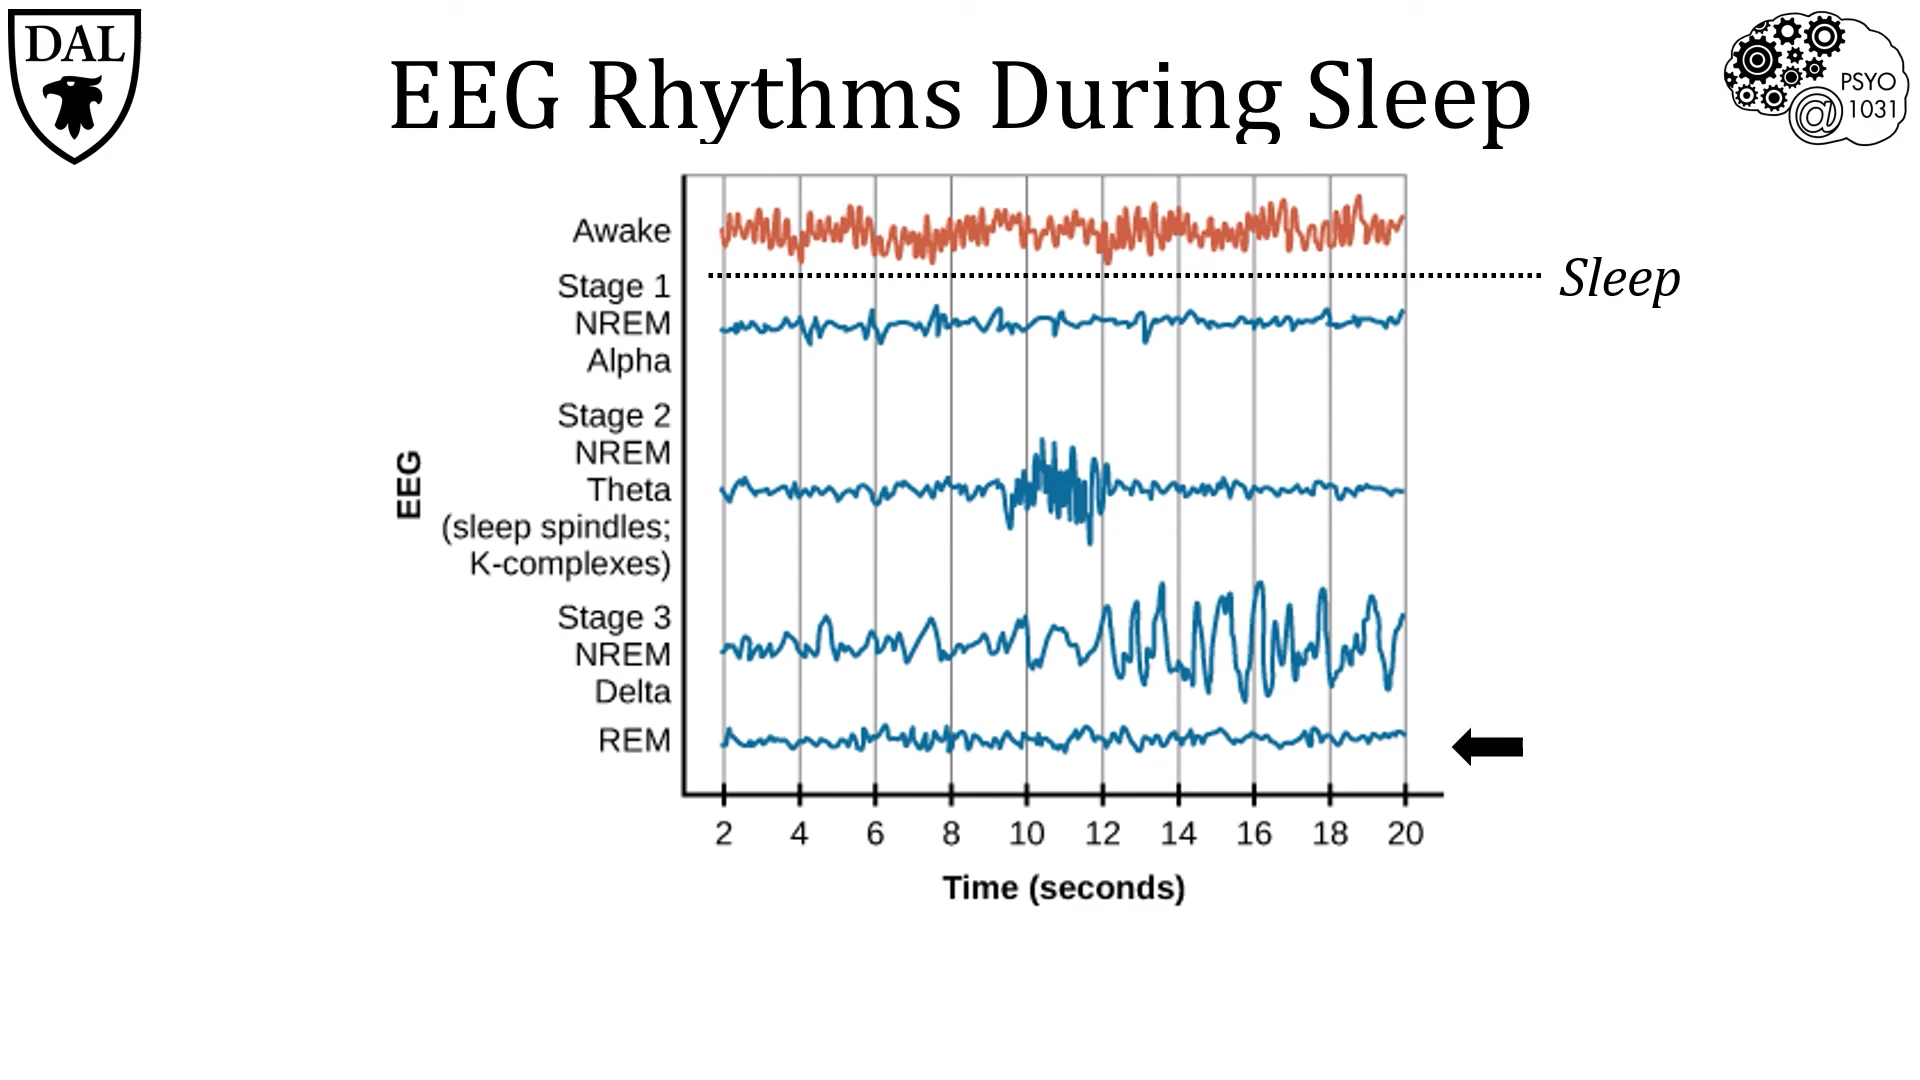 DAL
EEG Rhythms During Sleep
PSYO
@ 1031
Awake
Sleep
Stage 1
NREM
Alpha
Stage 2
NREM
Theta
(sleep spindles;
K-complexes)
Stage 3
NREM
Delta
REM
EEG
2 4 6 8 10 12 14 16 18 20
Time (seconds)